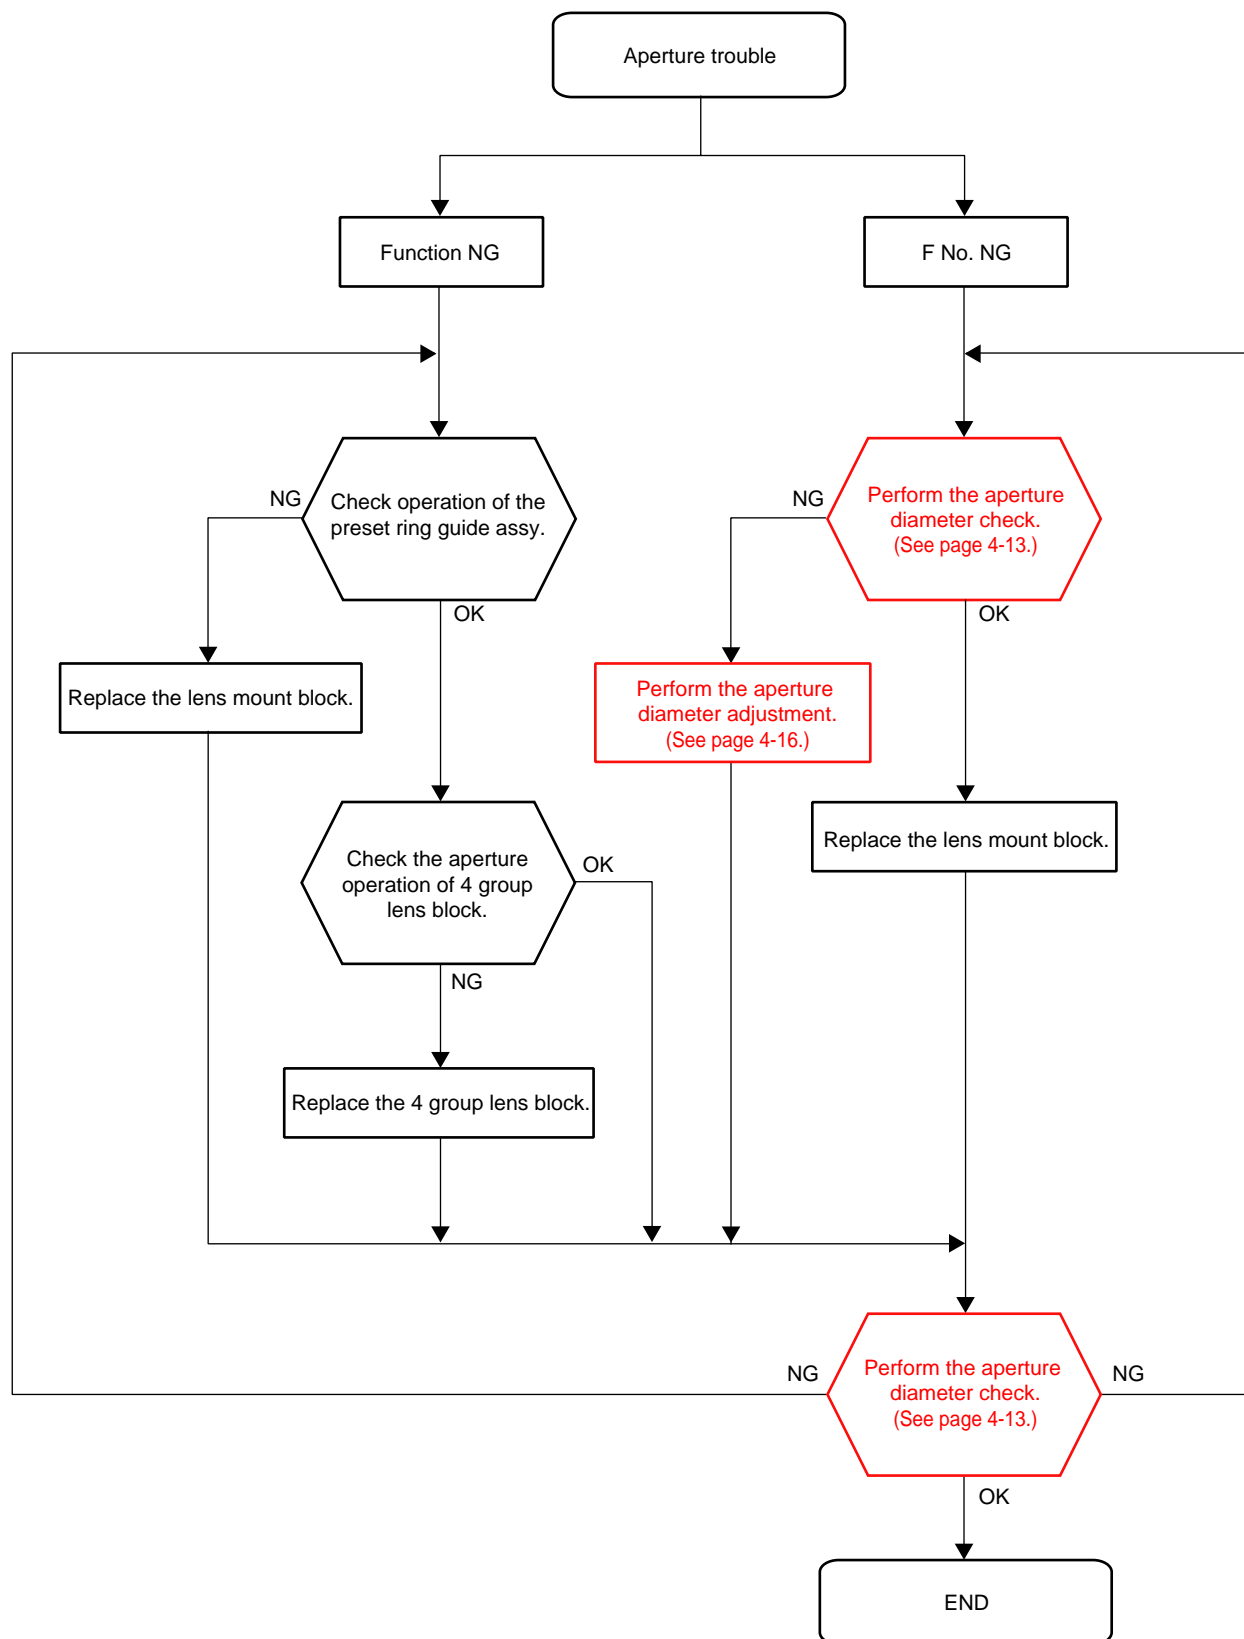 Aperture trouble
Function NG
F No. NG
NG
Check operation of the
preset ring guide assy.
OK
NG
Perform the aperture
diameter check.
(See page 4-13.)
OK
Replace the lens mount block.
Perform the aperture
diameter adjustment.
(See page 4-16.)
Check the aperture
operation of 4 group
lens block.
OK
NG
Replace the lens mount block.
Replace the 4 group lens block.
NG
Perform the aperture
diameter check.
(See page 4-13.)
NG
OK
END